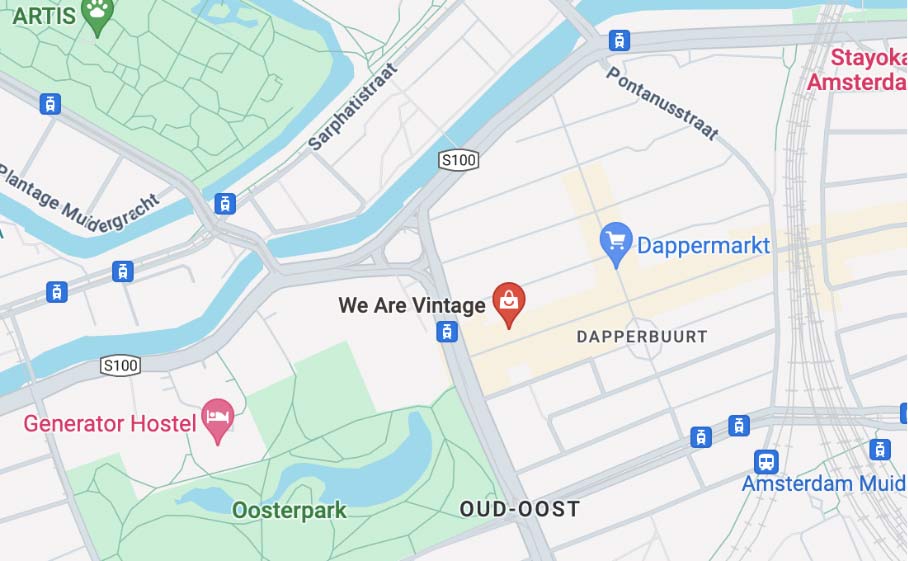 ARTIS
Stayoka
Amsterda
Pontanusstraat
Sarphatistraat
S100
Plantage Muidergracht
Dappermarkt
We Are Vintage
DAPPERBUURT
S100
Generator Hostel
Amsterdam Muid
Oosterpark
OUD-OOST